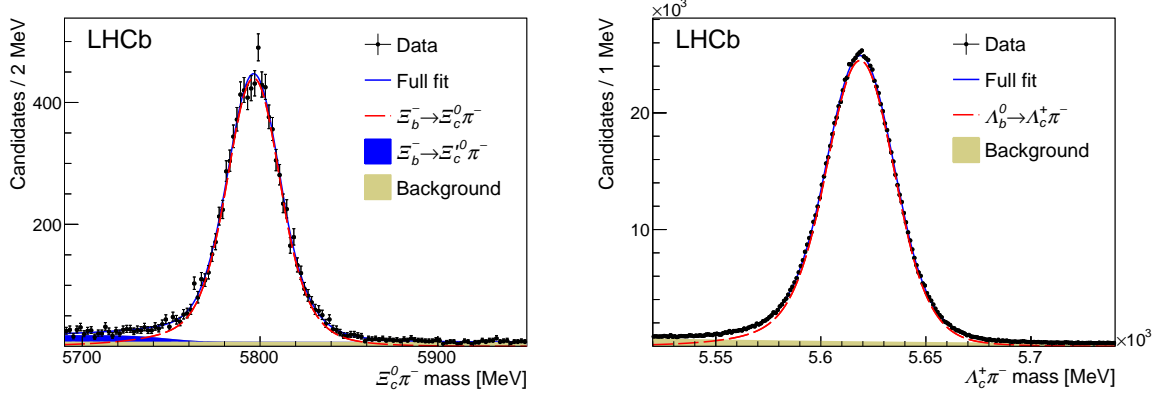 LHCb
Data
Full fit
Ξb⁻→Ξc⁰π⁻
Ξb⁻→Ξc′⁰π⁻
Background
Candidates / 2 MeV
400
200
5700 5800 5900
Ξc⁰π⁻ mass [MeV]
×10³
LHCb
Data
Full fit
Λb⁰→Λc⁺π⁻
Background
Candidates / 1 MeV
20
10
5.55 5.6 5.65 5.7 ×10³
Λc⁺π⁻ mass [MeV]